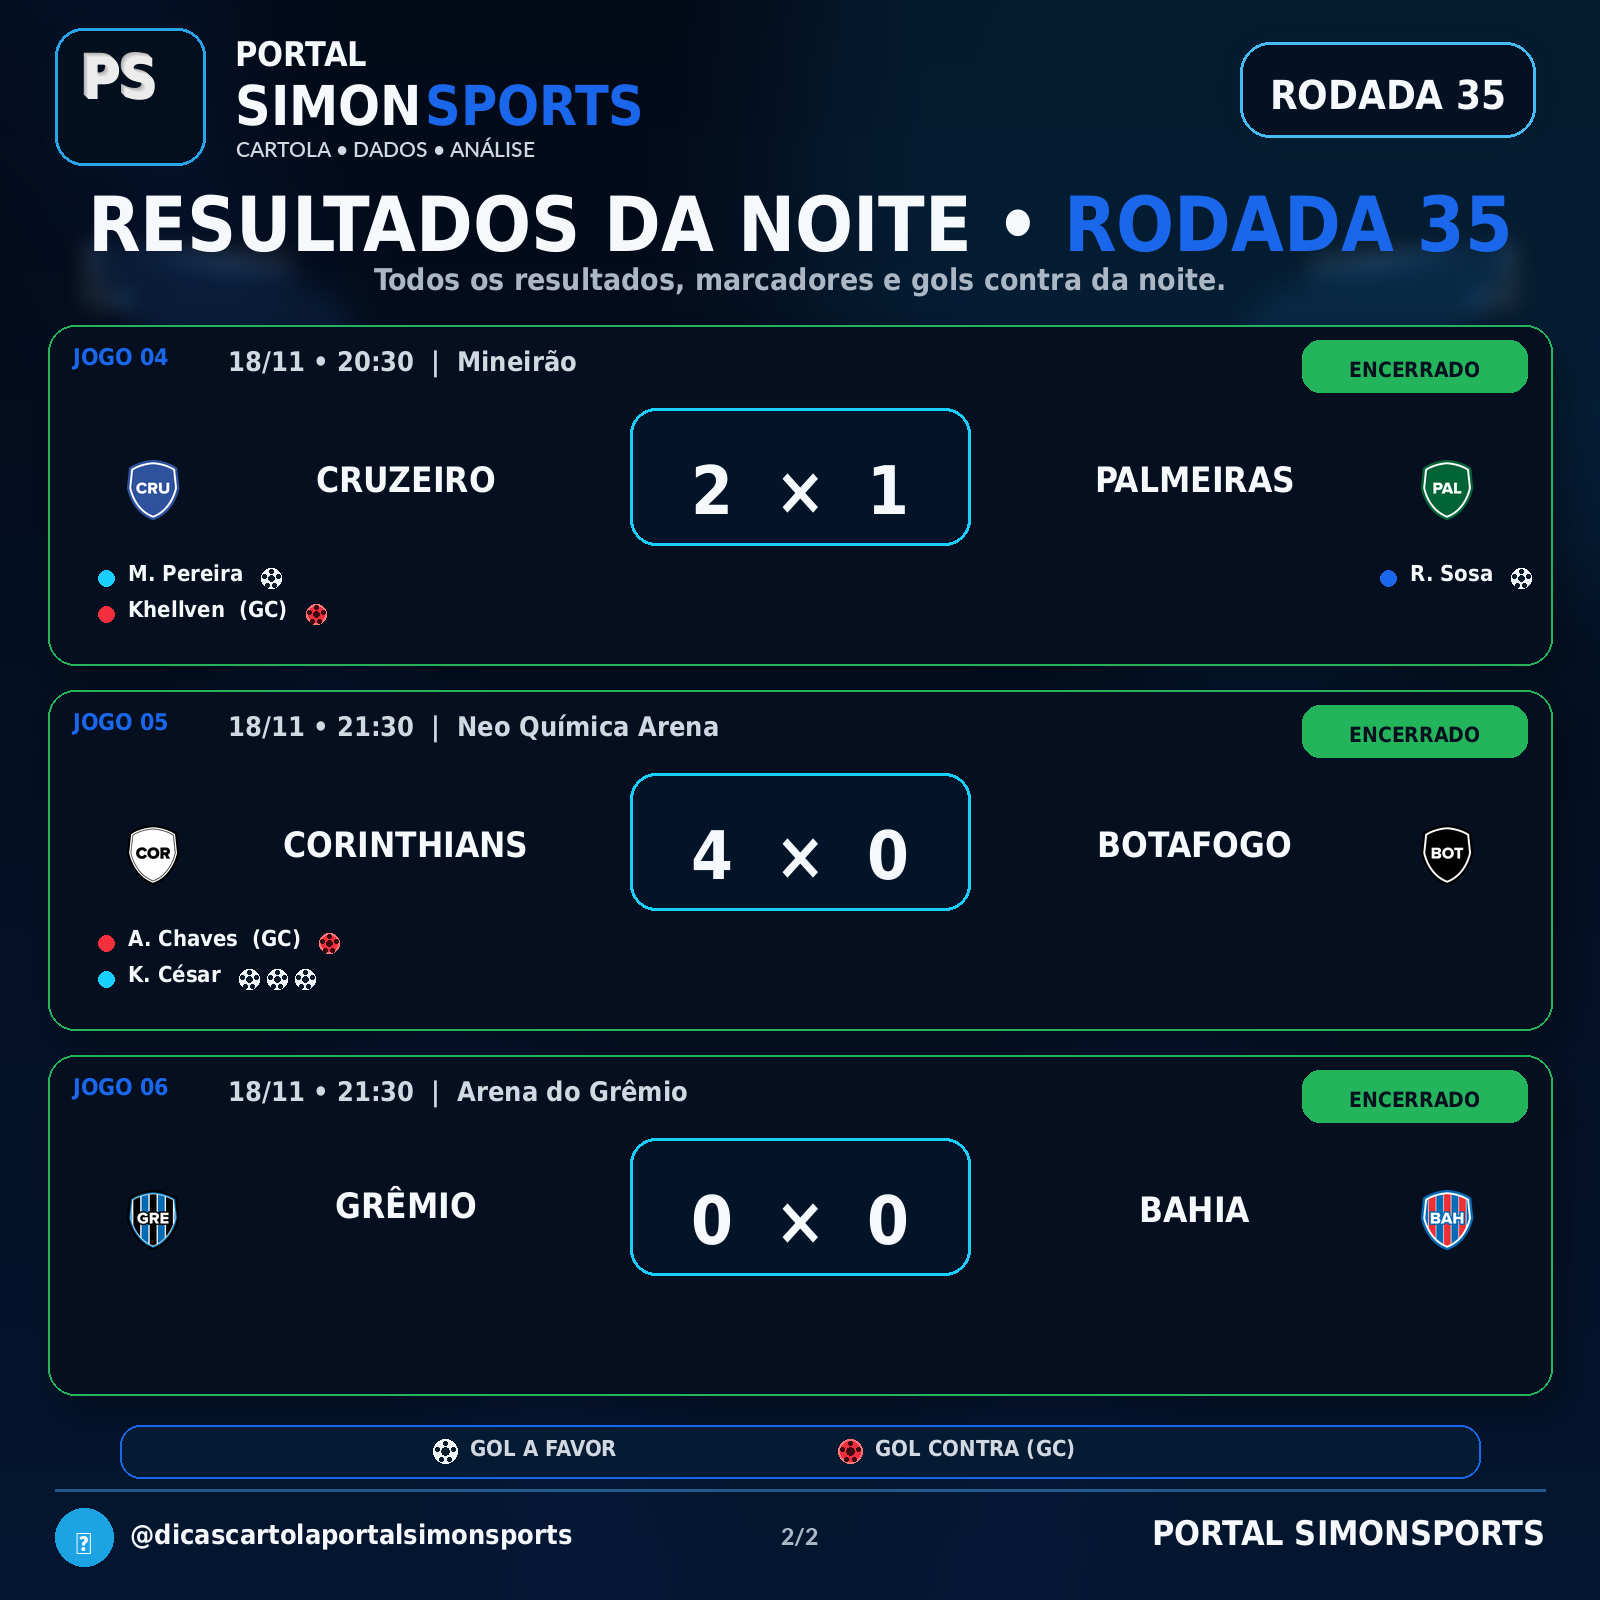 PS
PORTAL
SIMONSPORTS
CARTOLA • DADOS • ANÁLISE
RODADA 35
RESULTADOS DA NOITE • RODADA 35
Todos os resultados, marcadores e gols contra da noite.
JOGO 04
18/11 • 20:30 | Mineirão
ENCERRADO
CRU
CRUZEIRO
2 × 1
PALMEIRAS
PAL
M. Pereira
R. Sosa
Khellven (GC)
JOGO 05
18/11 • 21:30 | Neo Química Arena
ENCERRADO
COR
CORINTHIANS
4 × 0
BOTAFOGO
BOT
A. Chaves (GC)
K. César
JOGO 06
18/11 • 21:30 | Arena do Grêmio
ENCERRADO
GRE
GRÊMIO
0 × 0
BAHIA
BAH
GOL A FAVOR
GOL CONTRA (GC)
@dicascartolaportalsimonsports
2/2
PORTAL SIMONSPORTS